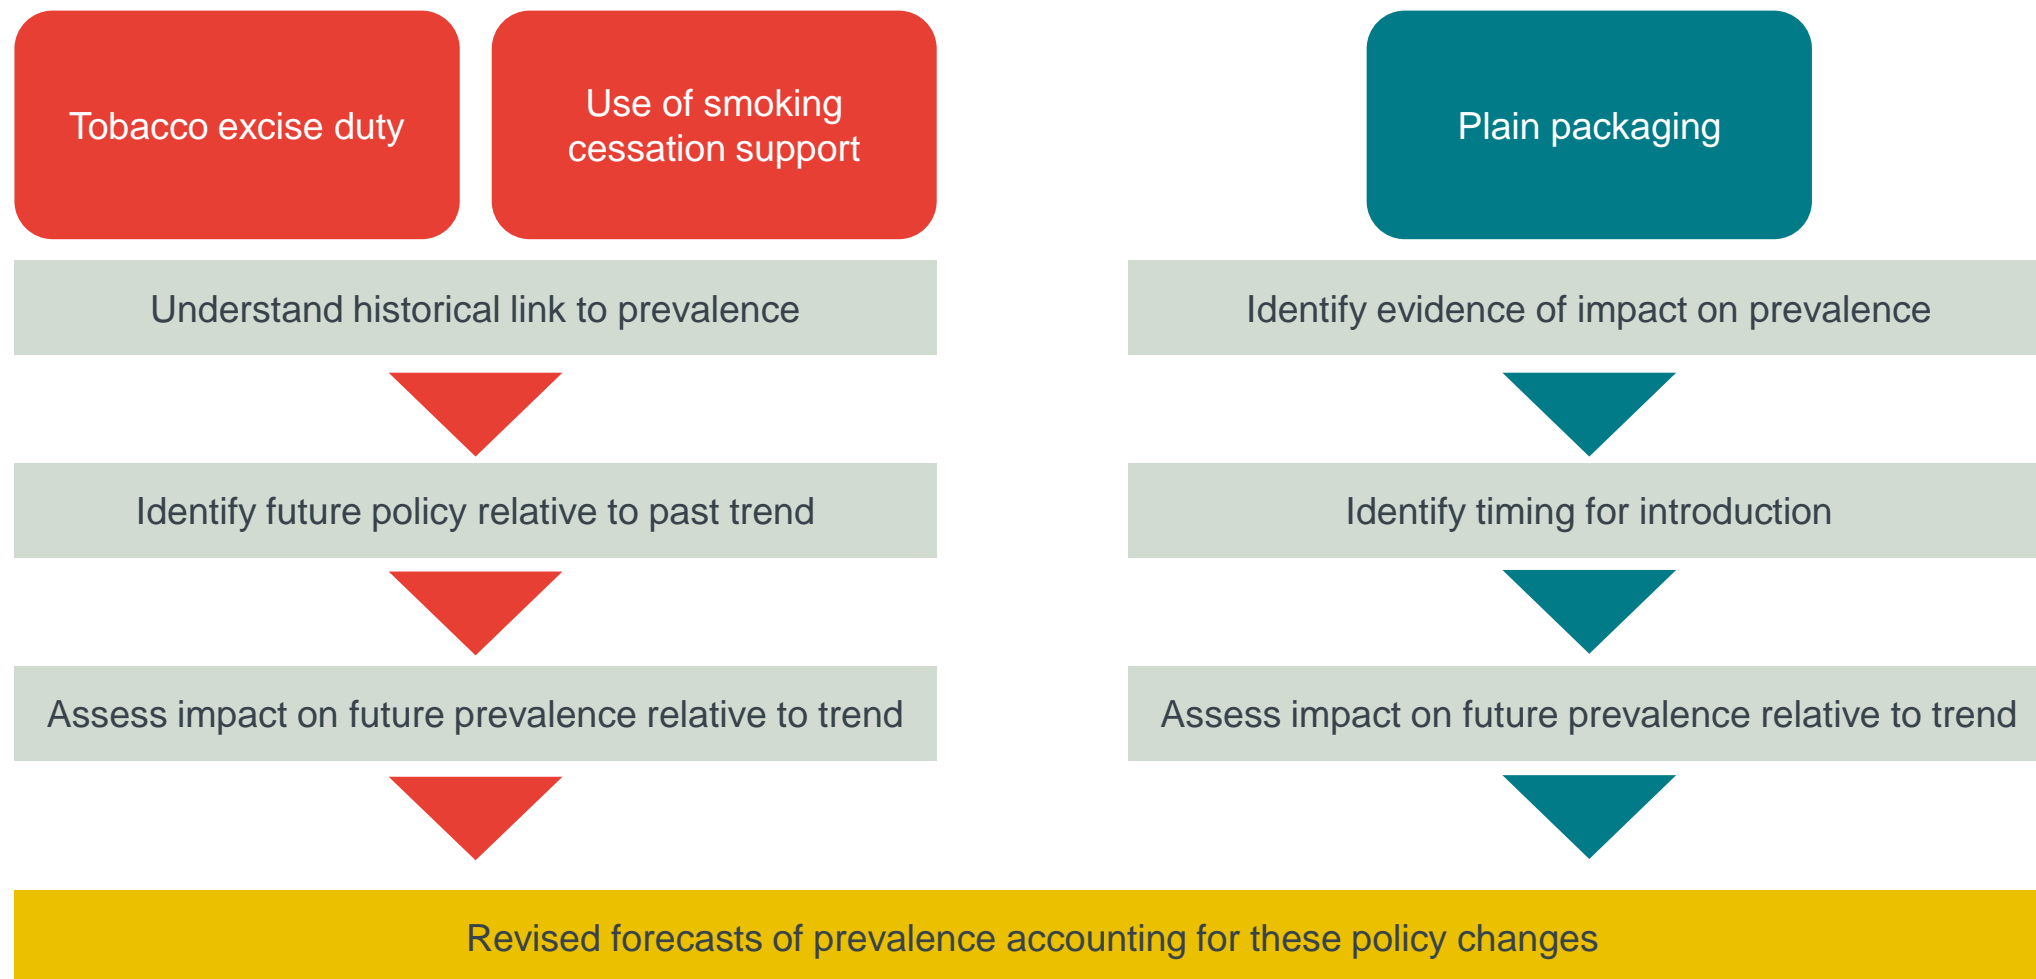 Tobacco excise duty
Use of smoking
cessation support
Plain packaging
Understand historical link to prevalence
Identify evidence of impact on prevalence
Identify future policy relative to past trend
Identify timing for introduction
Assess impact on future prevalence relative to trend
Assess impact on future prevalence relative to trend
Revised forecasts of prevalence accounting for these policy changes